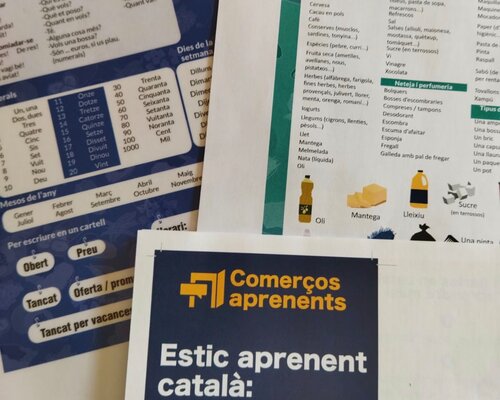 -Quant val?
- Què vols?
- Què et poso?
- Quant en vols?
- Vols una bossa?
- Alguna cosa més?
-Són – euros, si us plau.
numerals
Un, una
Dos, dues
Tres
Quatre
Cinc
Sis
Set
Vuit
Nou
Deu
11 Onze
12 Dotze
13 Tretze
14 Catorze
15 Quinze
16 Setze
17 Disset
18 Divuit
19 Dinou
20 Vint
30 Trenta
40 Quaranta
50 Cinquanta
60 Seixanta
70 Setanta
80 Vuitanta
90 Noranta
100 Cent
1000 Mil
Dies de la
setmana
Mesos de l'any
Gener
Juliol
Febrer
Agost
Març
Setembre
Abril
Octubre
Maig
Novembre
Per escriure en un cartell
Obert
Preu
Horari:
Tancat
Oferta / promo
Tancat per vacances
Cervesa
Cacau en pols
Cafè
Conserves (musclos,
sardines, tonyina...)
Espècies (pebre, curri...)
Fruita seca (ametlles,
avellanes, nous,
pistatxos...)
Herbes (alfàbrega, farigola,
fines herbes, fonoll,
julivert, llorer,
menta, orenga, romaní...)
Iogurts
Llegums (cigrons, llenties,
pèsols...)
Llet
Mantega
Melmelada
Nata (líquida)
Oli
macarrons...)
Refrescos
Sal
Salses (allioli, maionesa,
mostassa, quètxup,
tomàquet...)
Sucre (en terrossos)
Te
Vi
Vinagre
Xocolata
Neteja i perfumeria
Bolquers
Bosses d'escombraries
Compreses / tampons
Desodorant
Escombra
Escuma d'afaitar
Esponja
Fregall
Galleda amb pal de fregar
Oli
Mantega
Lleixiu
Sucre
(en terrossos)
Comerços
aprenents
Estic aprenent
català: